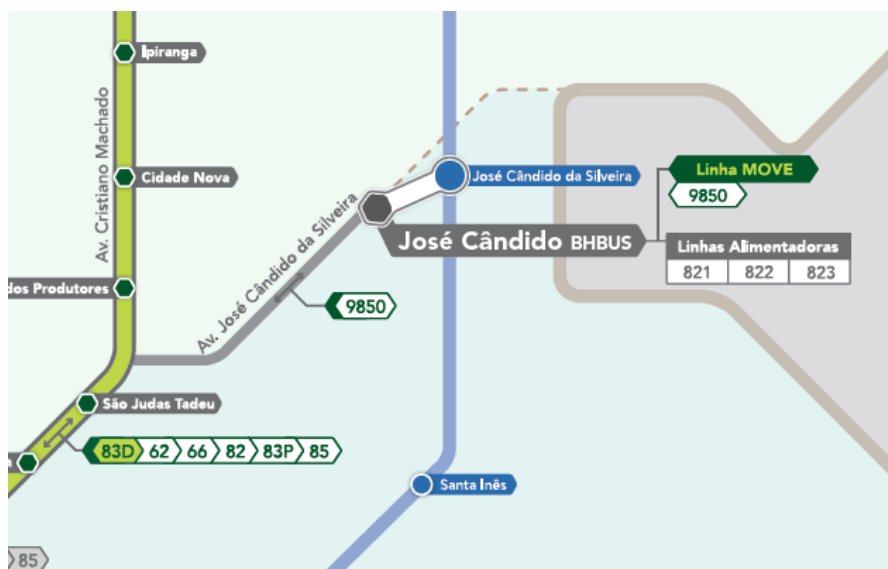 Ipiranga
Av. Cristiano Machado
Cidade Nova
dos Produtores
São Judas Tadeu
83D 62 66 82 83P 85
85
Av. José Cândido da Silveira
9850
José Cândido da Silveira
José Cândido BHBUS
Linha MOVE
9850
Linhas Alimentadoras
821 822 823
Santa Inês